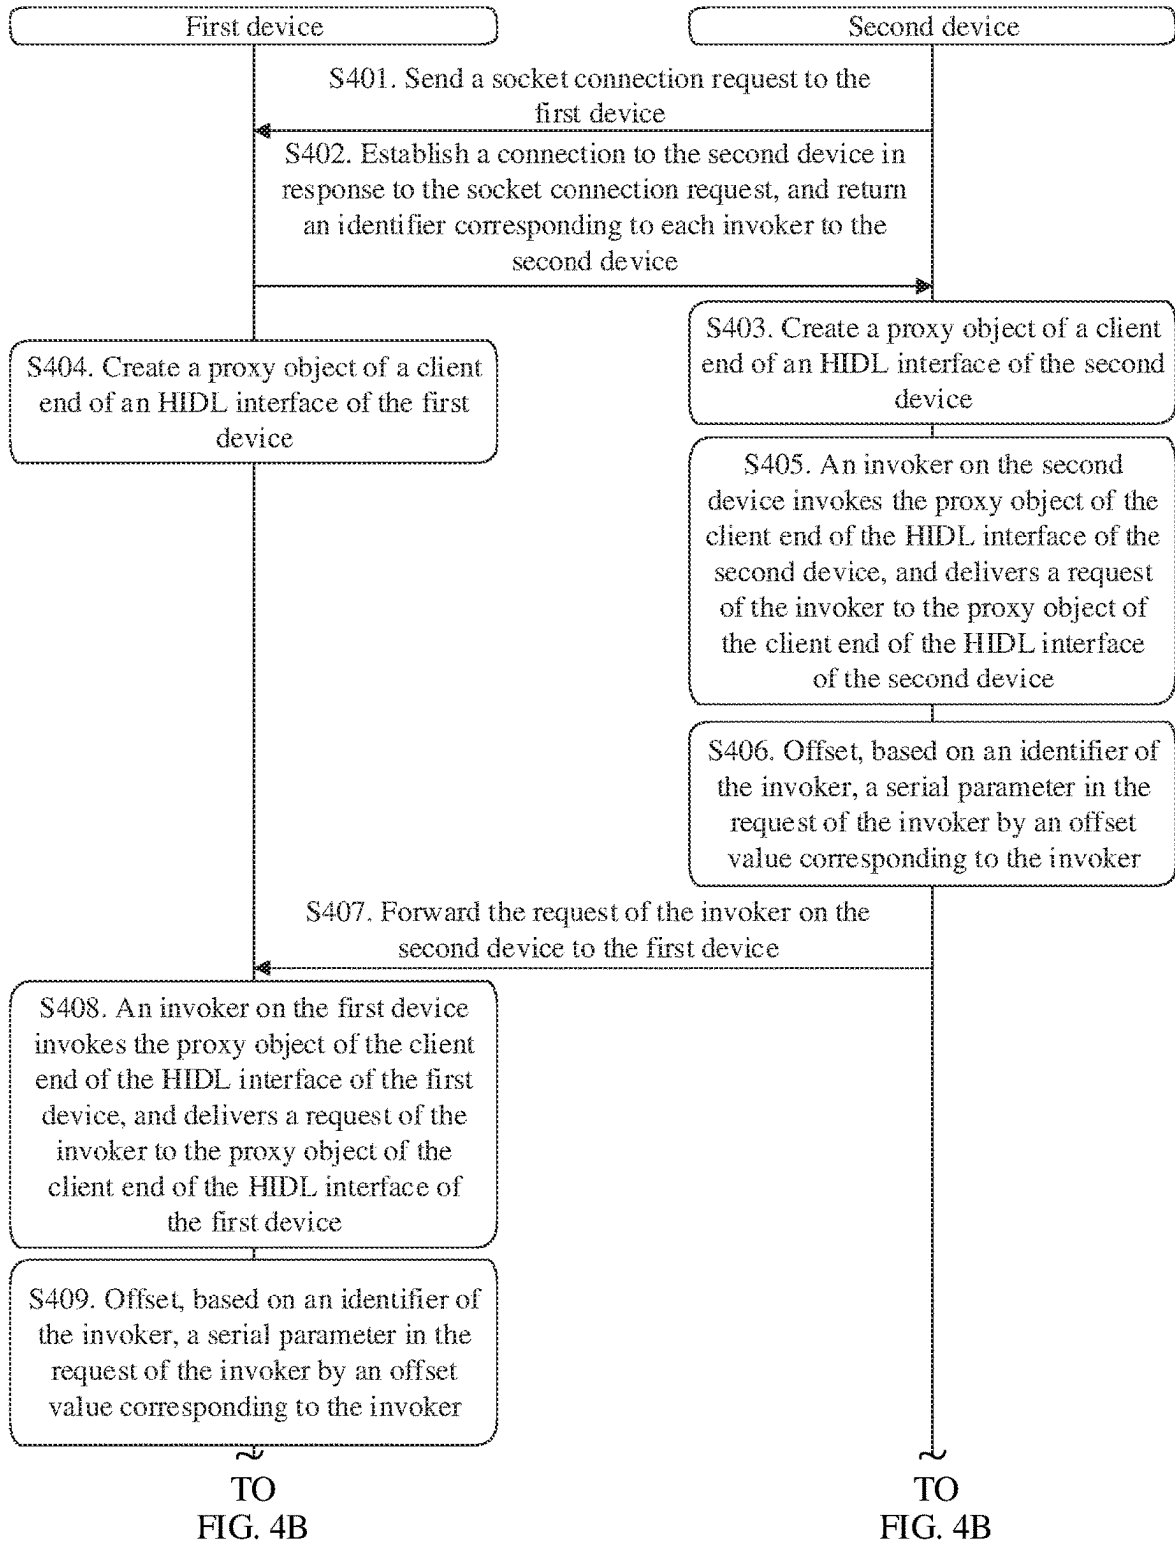 First device
Second device
S401. Send a socket connection request to the
first device
S402. Establish a connection to the second device in
response to the socket connection request, and return
an identifier corresponding to each invoker to the
second device
S403. Create a proxy object of a client
end of an HIDL interface of the second
device
S404. Create a proxy object of a client
end of an HIDL interface of the first
device
S405. An invoker on the second
device invokes the proxy object of the
client end of the HIDL interface of the
second device, and delivers a request
of the invoker to the proxy object of
the client end of the HIDL interface
of the second device
S406. Offset, based on an identifier of
the invoker, a serial parameter in the
request of the invoker by an offset
value corresponding to the invoker
S407. Forward the request of the invoker on the
second device to the first device
S408. An invoker on the first device
invokes the proxy object of the client
end of the HIDL interface of the first
device, and delivers a request of the
invoker to the proxy object of the
client end of the HIDL interface of
the first device
S409. Offset, based on an identifier of
the invoker, a serial parameter in the
request of the invoker by an offset
value corresponding to the invoker
TO
FIG. 4B
TO
FIG. 4B